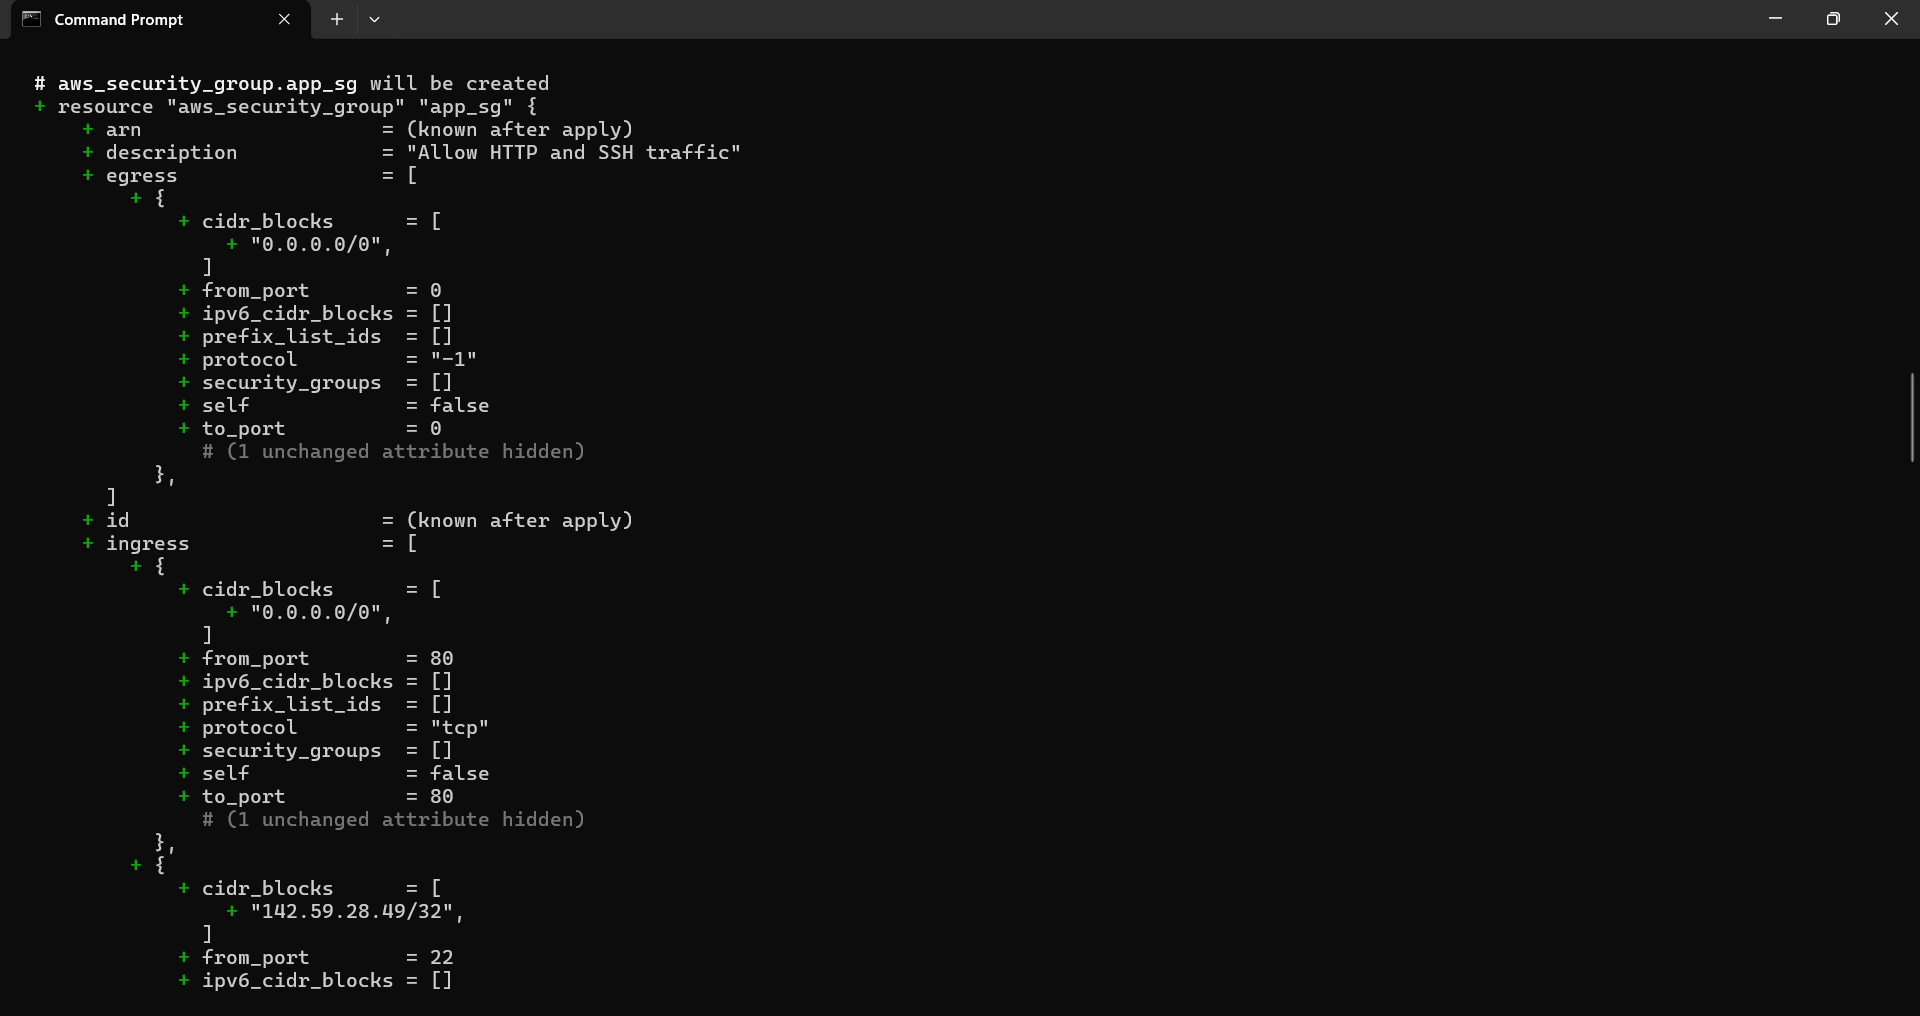 Command Prompt
# aws_security_group.app_sg will be created
+ resource "aws_security_group" "app_sg" {
    + arn                    = (known after apply)
    + description            = "Allow HTTP and SSH traffic"
    + egress                 = [
        + {
            + cidr_blocks      = [
                + "0.0.0.0/0",
              ]
            + from_port        = 0
            + ipv6_cidr_blocks = []
            + prefix_list_ids  = []
            + protocol         = "-1"
            + security_groups  = []
            + self             = false
            + to_port          = 0
              # (1 unchanged attribute hidden)
          },
      ]
    + id                     = (known after apply)
    + ingress                = [
        + {
            + cidr_blocks      = [
                + "0.0.0.0/0",
              ]
            + from_port        = 80
            + ipv6_cidr_blocks = []
            + prefix_list_ids  = []
            + protocol         = "tcp"
            + security_groups  = []
            + self             = false
            + to_port          = 80
              # (1 unchanged attribute hidden)
          },
        + {
            + cidr_blocks      = [
                + "142.59.28.49/32",
              ]
            + from_port        = 22
            + ipv6_cidr_blocks = []